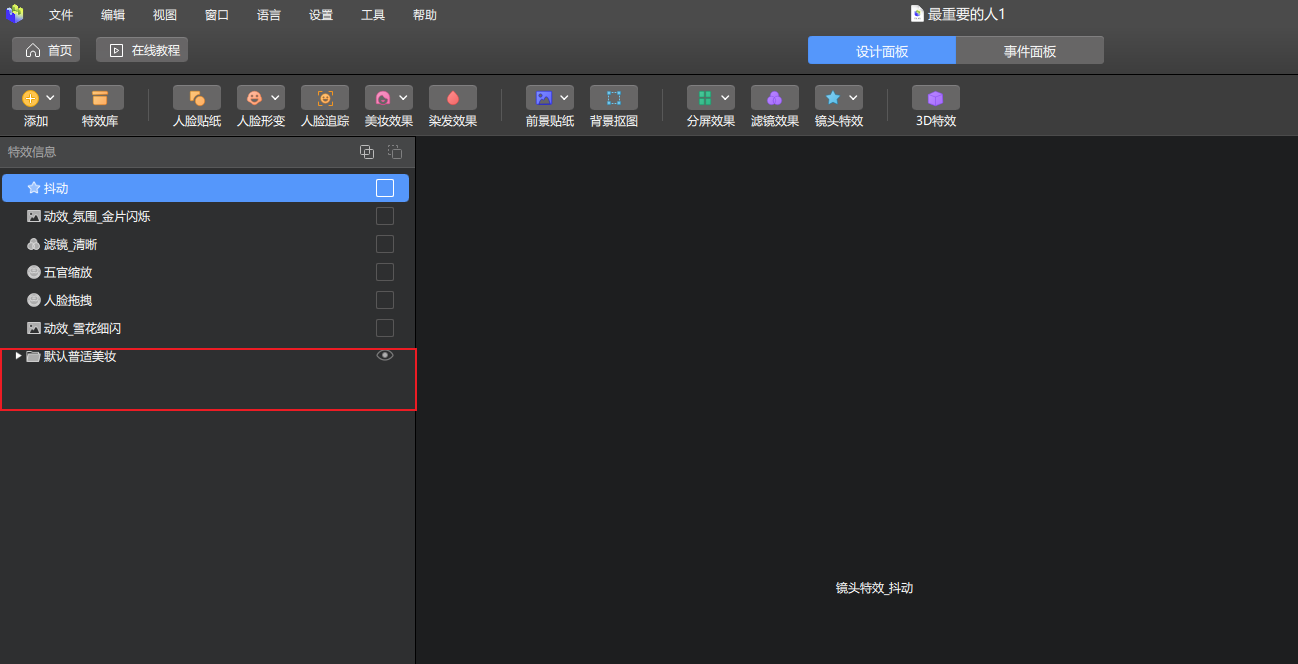 文件 编辑 视图 窗口 语言 设置 工具 帮助 最重要的人1
首页 在线教程 设计面板 事件面板
添加 特效库 人脸贴纸 人脸形变 人脸追踪 美妆效果 染发效果 前景贴纸 背景抠图 分屏效果 滤镜效果 镜头特效 3D特效
特效信息
抖动
动效_氛围_金片闪烁
滤镜_清晰
五官缩放
人脸拖拽
动效_雪花细闪
默认普适美妆
镜头特效_抖动